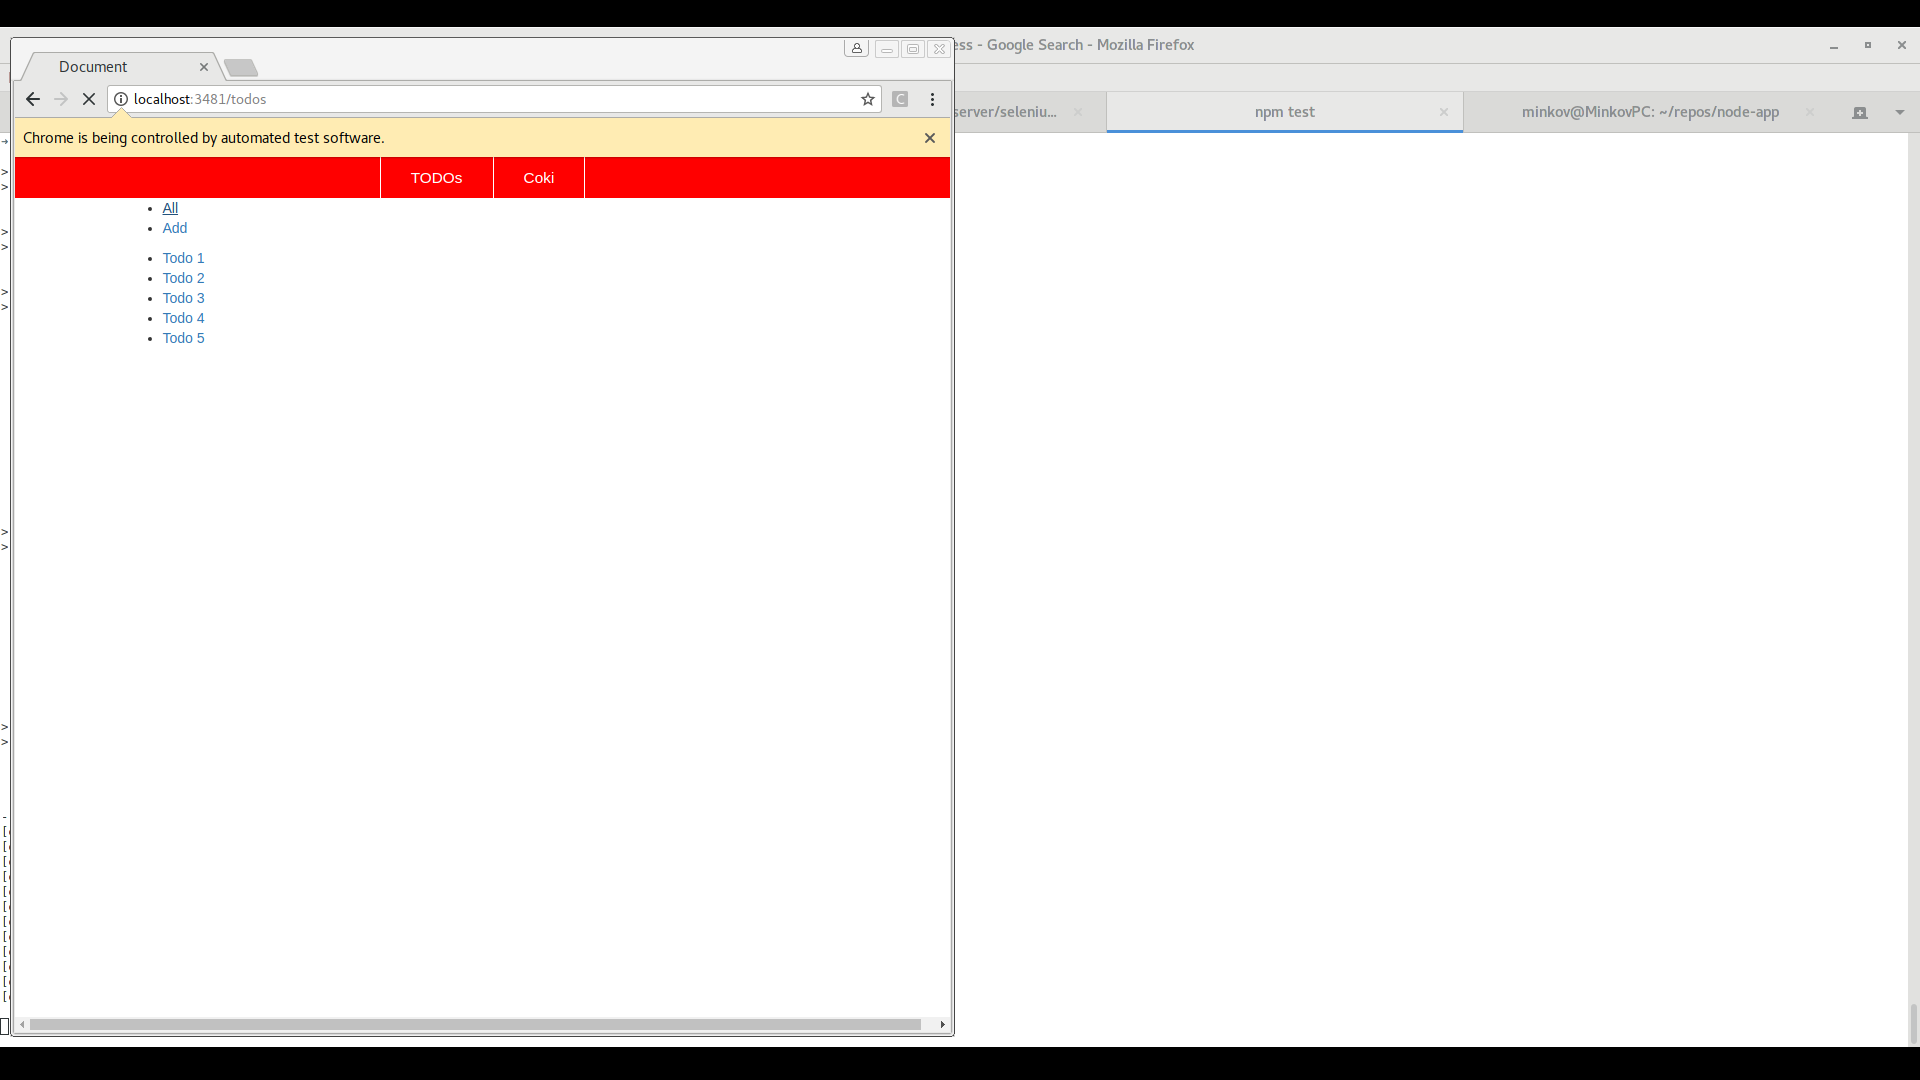 ess - Google Search - Mozilla Firefox
Document
localhost:3481/todos
server/seleniu...
npm test
minkov@MinkovPC: ~/repos/node-app
Chrome is being controlled by automated test software.
TODOs
Coki
All
Add
Todo 1
Todo 2
Todo 3
Todo 4
Todo 5